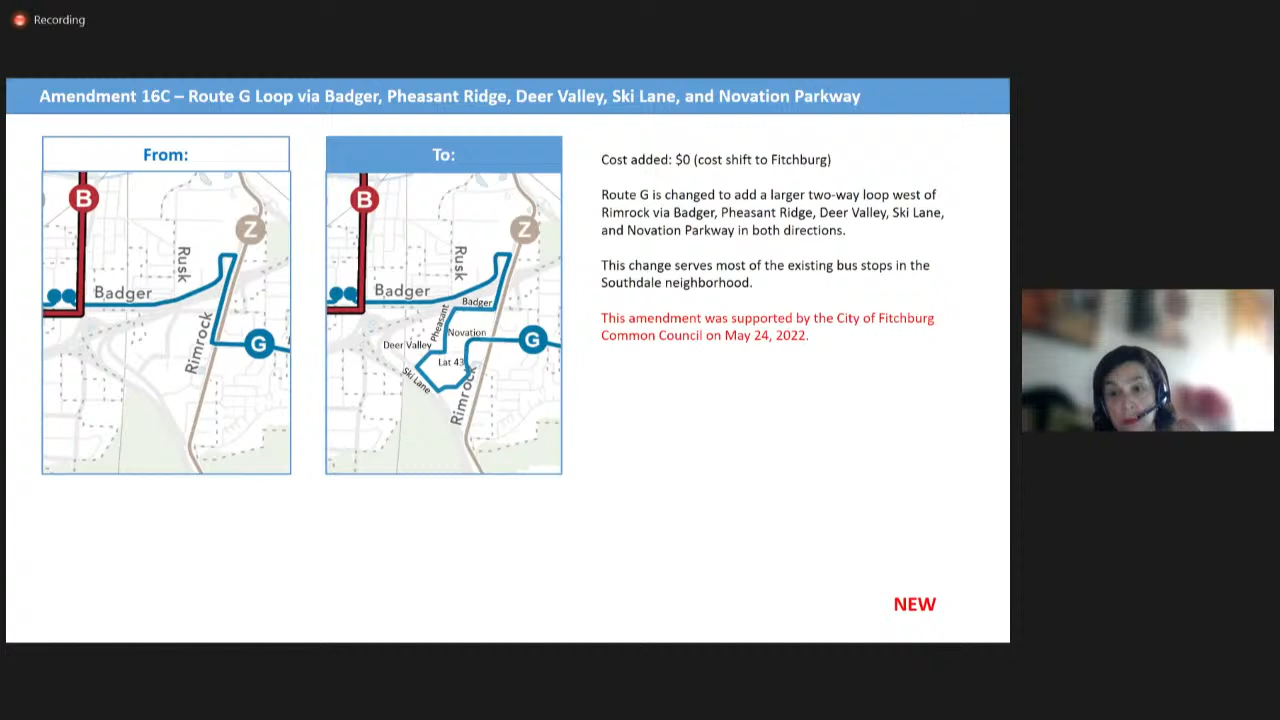 Recording
Amendment 16C – Route G Loop via Badger, Pheasant Ridge, Deer Valley, Ski Lane, and Novation Parkway
From:
B
Z
Rusk
Badger
Rimrock
G
To:
B
Z
Rusk
Badger
Badger
Pheasant
Novation
G
Deer Valley
Lat 43
Ski Lane
Rimrock
Cost added: $0 (cost shift to Fitchburg)
Route G is changed to add a larger two-way loop west of
Rimrock via Badger, Pheasant Ridge, Deer Valley, Ski Lane,
and Novation Parkway in both directions.
This change serves most of the existing bus stops in the
Southdale neighborhood.
This amendment was supported by the City of Fitchburg
Common Council on May 24, 2022.
NEW